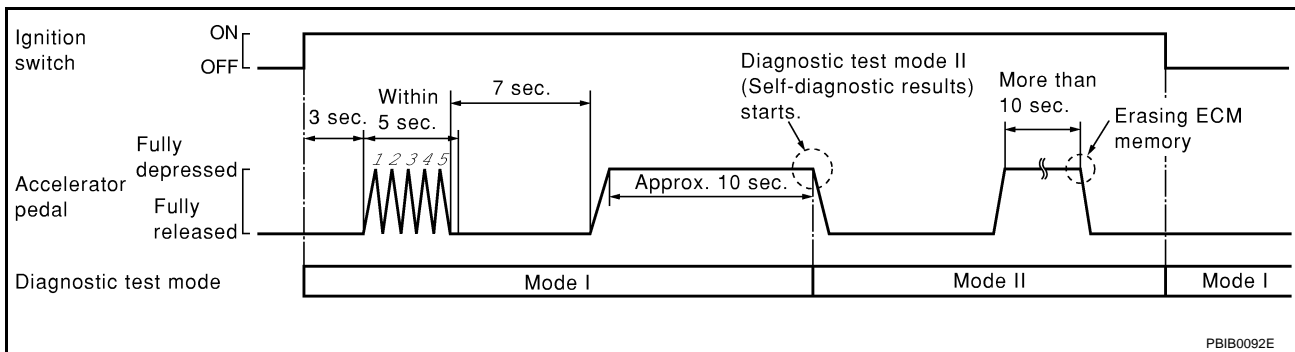 Ignition
switch
ON
OFF
3 sec.
Within
5 sec.
7 sec.
Diagnostic test mode II
(Self-diagnostic results)
starts.
More than
10 sec.
Erasing ECM
memory
Accelerator
pedal
Fully
depressed
Fully
released
1 2 3 4 5
Approx. 10 sec.
Diagnostic test mode
Mode I
Mode II
Mode I
PBIB0092E